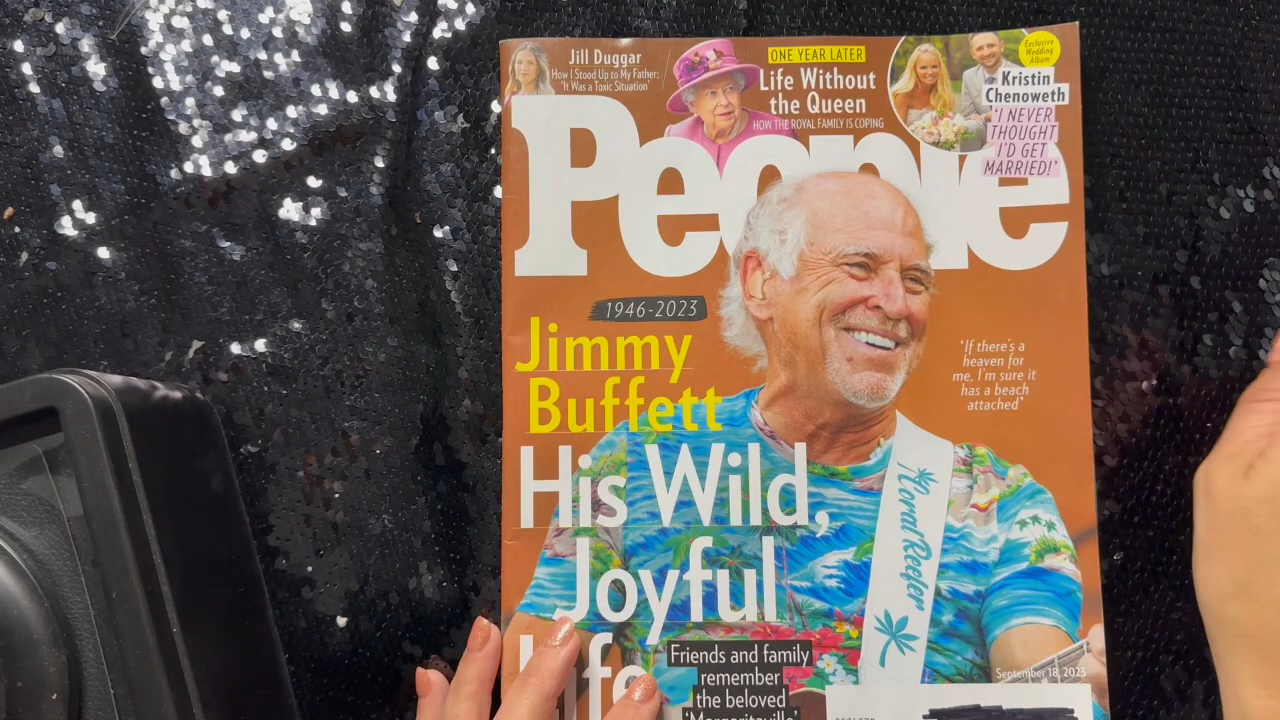 Jill Duggar
How I Stood Up to My Father:
'It Was a Toxic Situation'
ONE YEAR LATER
Life Without
the Queen
HOW THE ROYAL FAMILY IS COPING
Exclusive
Wedding
Album
Kristin
Chenoweth
'I NEVER
THOUGHT
I'D GET
MARRIED!'
People
1946-2023
Jimmy
Buffett
His Wild,
Joyful
Life
'If there's a
heaven for
me, I'm sure it
has a beach
attached'
Coral Reefer
Friends and family
remember
the beloved
'Margaritaville'
September 18, 2023